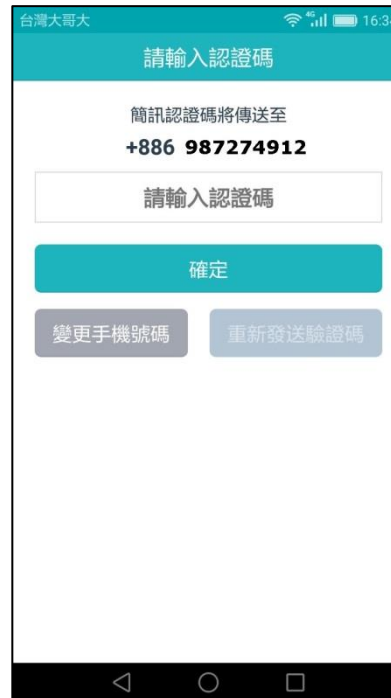 台灣大哥大 4G 16:34
請輸入認證碼
簡訊認證碼將傳送至
+886 987274912
請輸入認證碼
確定
變更手機號碼 重新發送驗證碼